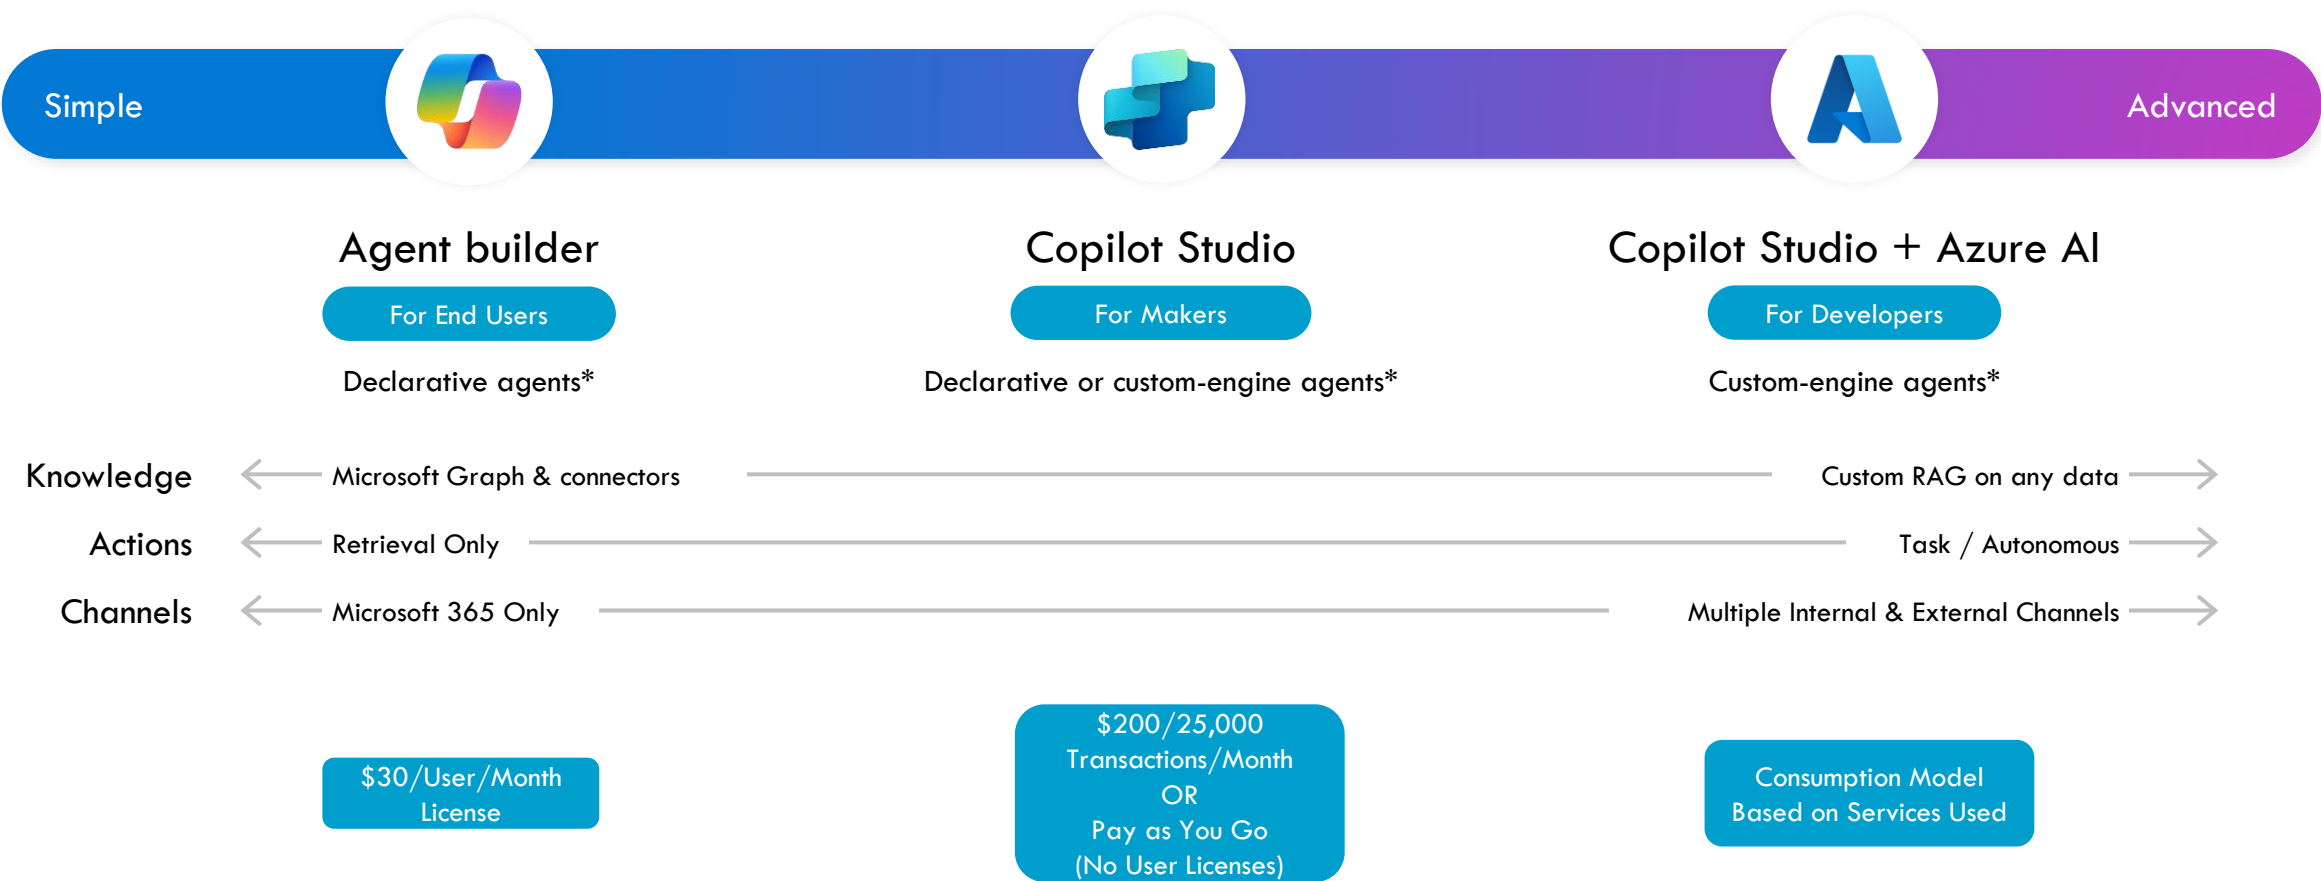 Simple
Advanced
Agent builder
Copilot Studio
Copilot Studio + Azure AI
For End Users
For Makers
For Developers
Declarative agents*
Declarative or custom-engine agents*
Custom-engine agents*
Knowledge
Microsoft Graph & connectors
Custom RAG on any data
Actions
Retrieval Only
Task / Autonomous
Channels
Microsoft 365 Only
Multiple Internal & External Channels
$30/User/Month
License
$200/25,000
Transactions/Month
OR
Pay as You Go
(No User Licenses)
Consumption Model
Based on Services Used